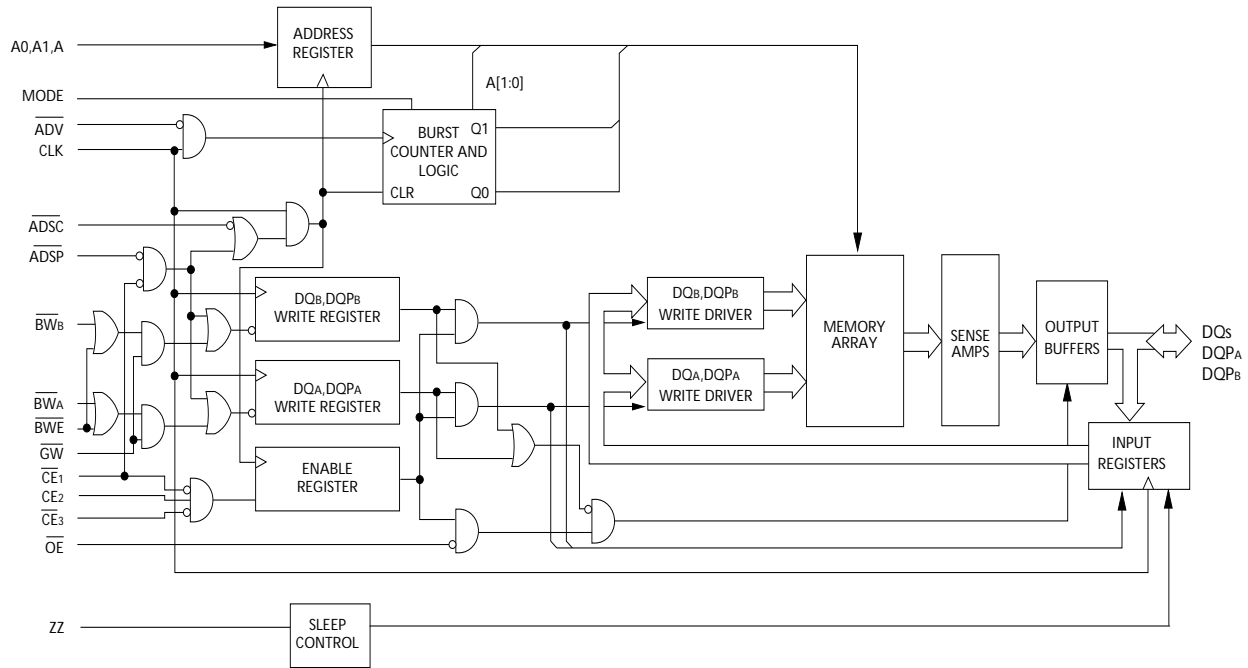 ADDRESS
REGISTER
A0,A1,A
A[1:0]
MODE
ADV
CLK
BURST
COUNTER AND
LOGIC
Q1
CLR
Q0
ADSC
ADSP
DQB,DQPB
WRITE REGISTER
DQB,DQPB
WRITE DRIVER
MEMORY
ARRAY
SENSE
AMPS
OUTPUT
BUFFERS
DQs
DQPA
DQPB
BWB
DQA,DQPA
WRITE REGISTER
DQA,DQPA
WRITE DRIVER
BWA
BWE
GW
CE1
CE2
CE3
ENABLE
REGISTER
INPUT
REGISTERS
OE
ZZ
SLEEP
CONTROL